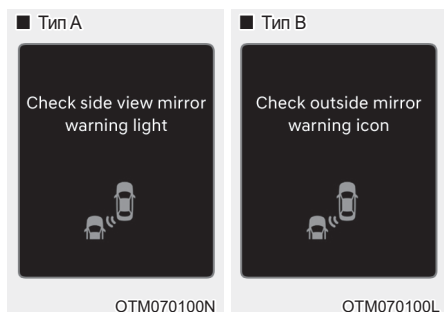 ■ Тип A
Check side view mirror
warning light
OTM070100N
■ Тип B
Check outside mirror
warning icon
OTM070100L